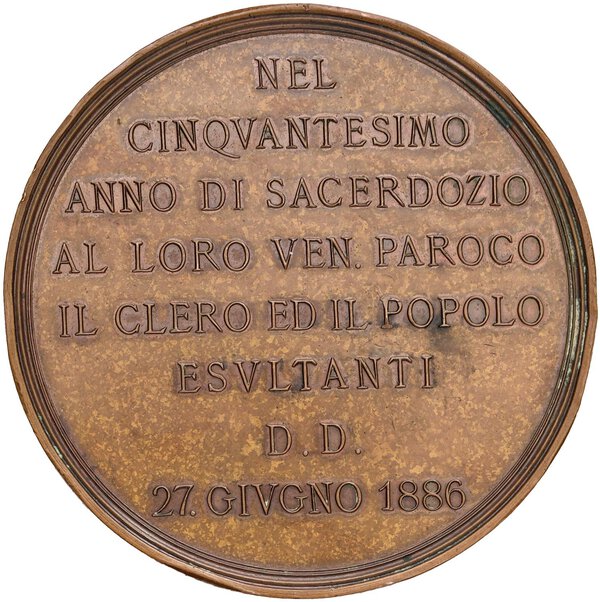 NEL
CINQVANTESIMO
ANNO DI SACERDOZIO
AL LORO VEN. PAROCO
IL CLERO ED IL POPOLO
ESVLTANTI
D. D.
27. GIVGNO 1886